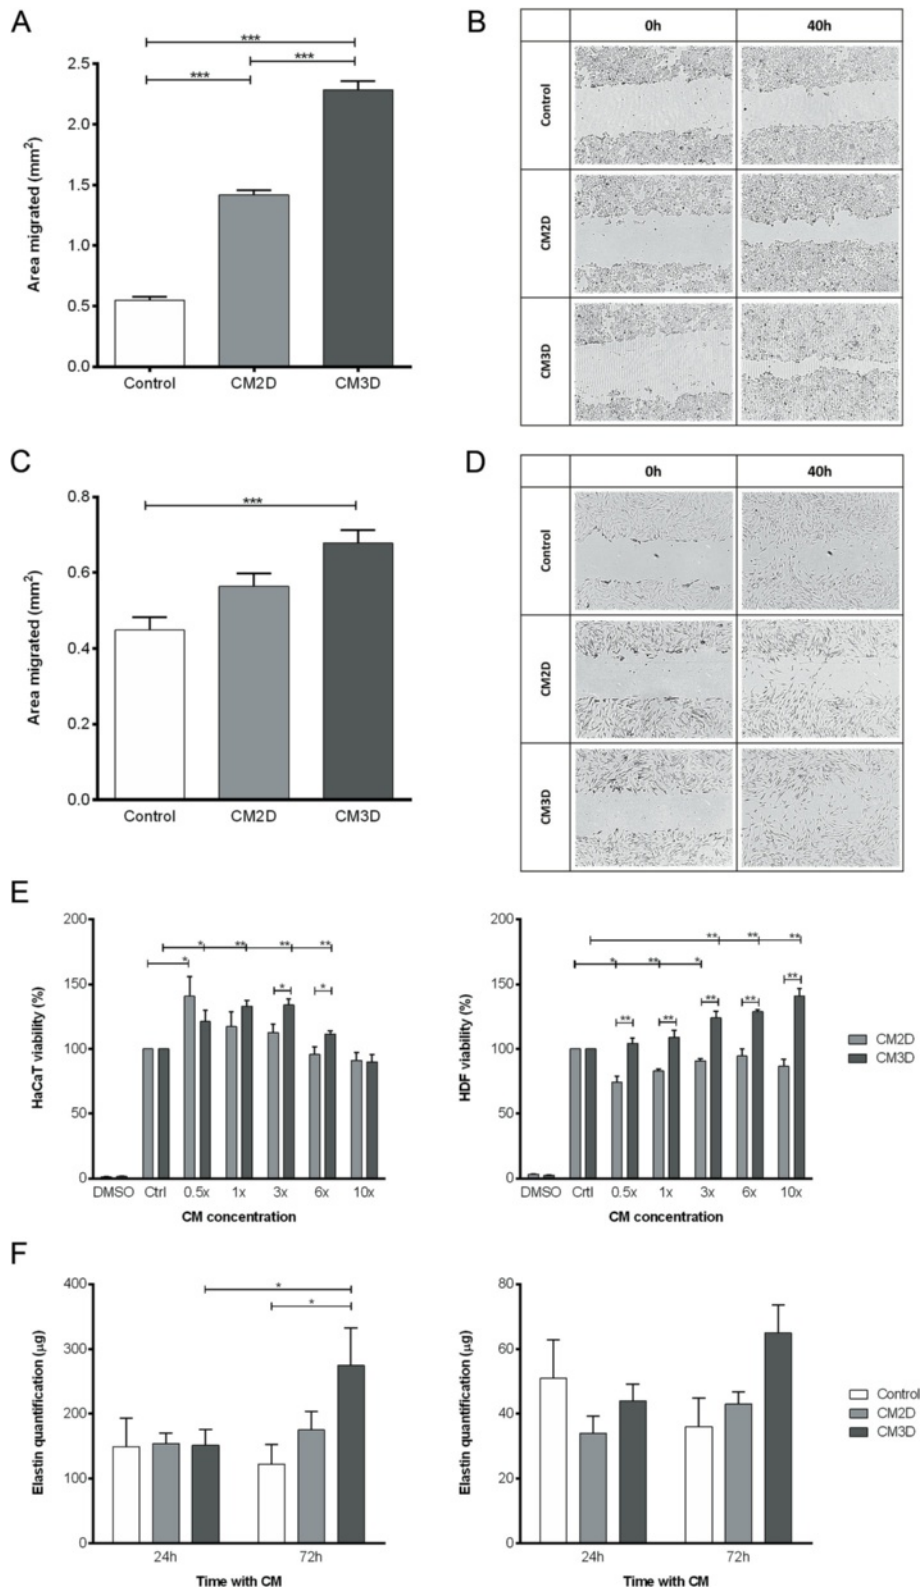 A
***
***
***
Area migrated (mm²)
2.5
2.0
1.5
1.0
0.5
0.0
Control
CM2D
CM3D
B
0h
40h
Control
CM2D
CM3D
C
***
Area migrated (mm²)
0.8
0.6
0.4
0.2
0.0
Control
CM2D
CM3D
D
0h
40h
Control
CM2D
CM3D
E
HaCaT viability (%)
200
150
100
50
0
*
**
**
**
*
*
*
DMSO
Ctrl
0.5x
1x
3x
6x
10x
CM concentration
HDF viability (%)
200
150
100
50
0
**
**
**
*
**
*
**
**
**
**
**
DMSO
Crtl
0.5x
1x
3x
6x
10x
CM concentration
CM2D
CM3D
F
Elastin quantification (µg)
400
300
200
100
0
*
*
24h
72h
Time with CM
Elastin quantification (µg)
80
60
40
20
0
24h
72h
Time with CM
Control
CM2D
CM3D